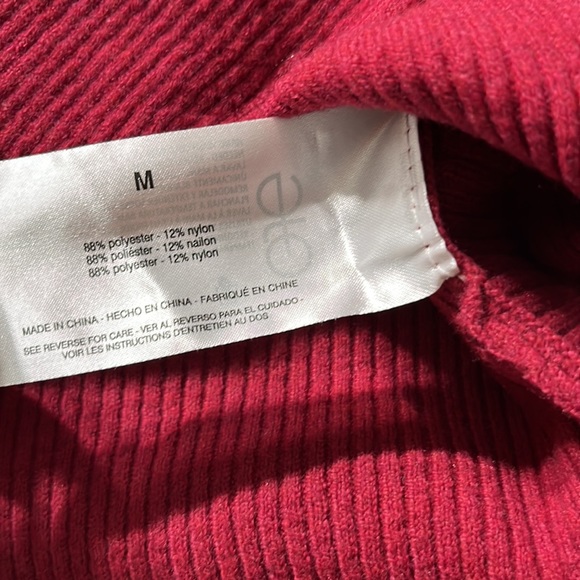 M
88% polyester - 12% nylon
88% poliéster - 12% nailon
88% polyester - 12% nylon
MADE IN CHINA - HECHO EN CHINA - FABRIQUÉ EN CHINE
SEE REVERSE FOR CARE - VER AL REVERSO PARA EL CUIDADO -
VOIR LES INSTRUCTIONS D'ENTRETIEN AU DOS